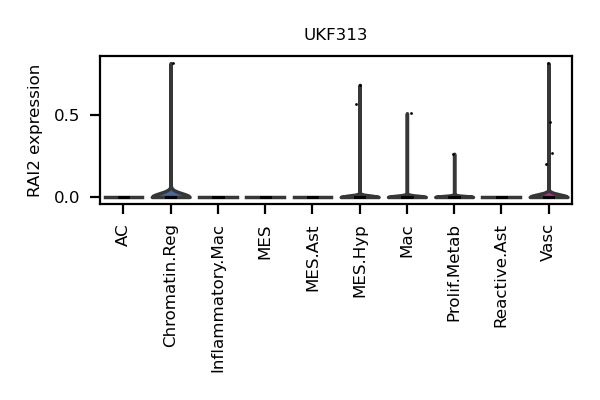 UKF313
RAI2 expression
0.5
0.0
AC
Chromatin.Reg
Inflammatory.Mac
MES
MES.Ast
MES.Hyp
Mac
Prolif.Metab
Reactive.Ast
Vasc